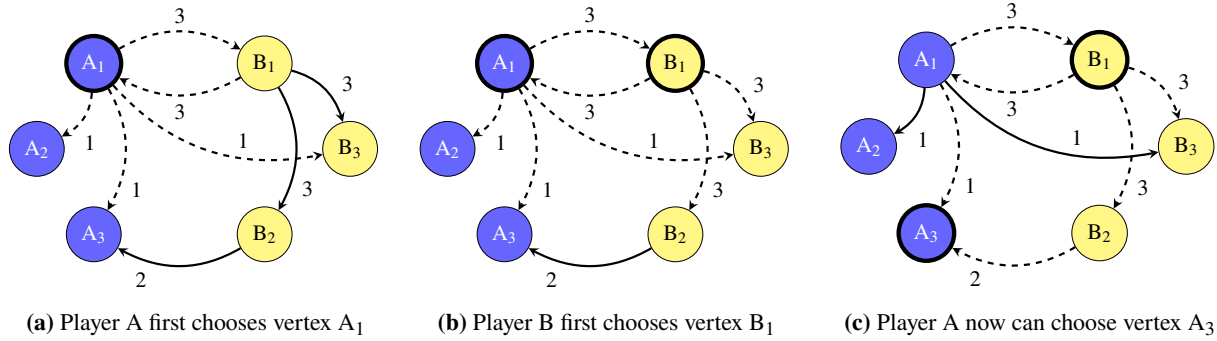 3
A₁
B₁
3
3
1
1
A₂
B₃
1
3
A₃
B₂
2
(a) Player A first chooses vertex A₁
3
A₁
B₁
3
3
1
1
A₂
B₃
1
3
A₃
B₂
2
(b) Player B first chooses vertex B₁
3
A₁
B₁
3
3
1
1
A₂
B₃
1
3
A₃
B₂
2
(c) Player A now can choose vertex A₃